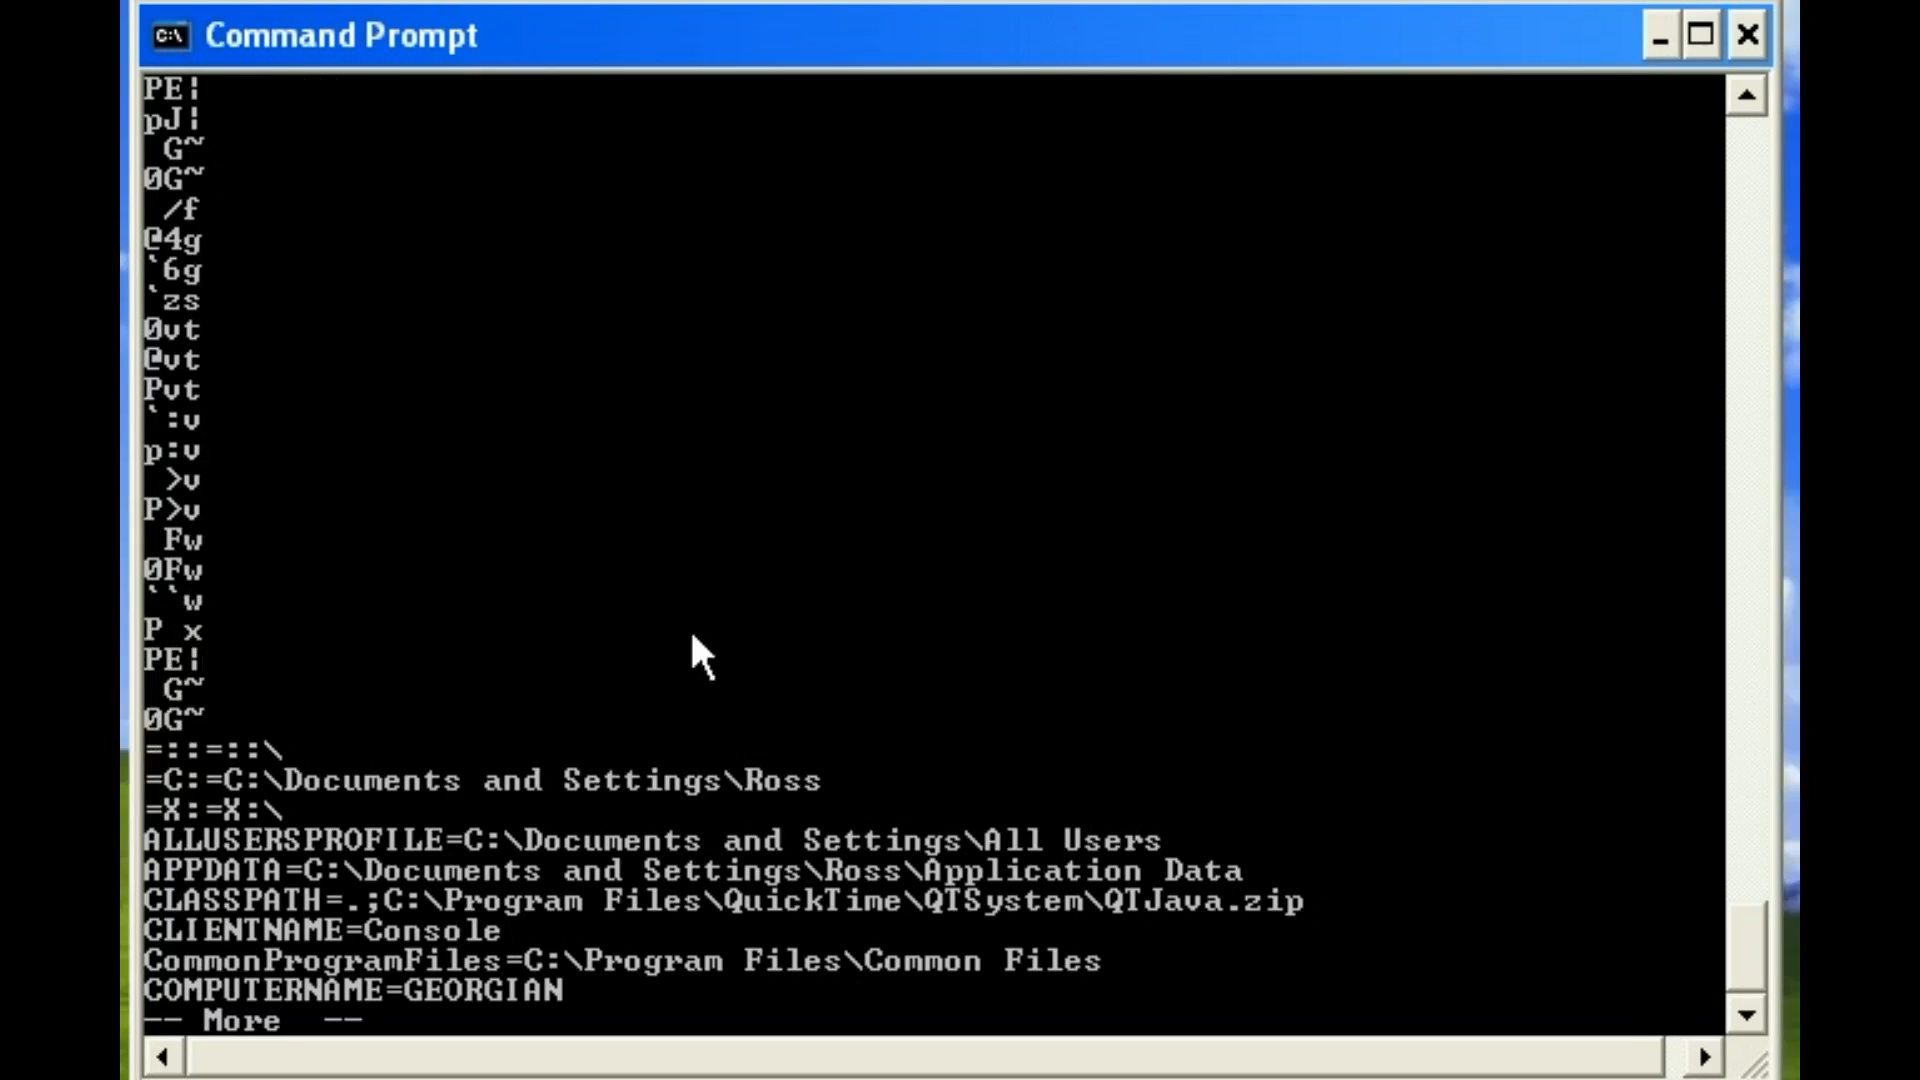 Command Prompt
PE¦
pJ¦
G~
0G~
/f
@4g
`6g
`zs
0vt
@vt
Pvt
`:v
p:v
>v
P>v
Fw
0Fw
``w
P x
PE¦
G~
0G~
=::=::\
=C:=C:\Documents and Settings\Ross
=X:=X:\
ALLUSERSPROFILE=C:\Documents and Settings\All Users
APPDATA=C:\Documents and Settings\Ross\Application Data
CLASSPATH=.;C:\Program Files\QuickTime\QTSystem\QTJava.zip
CLIENTNAME=Console
CommonProgramFiles=C:\Program Files\Common Files
COMPUTERNAME=GEORGIAN
-- More  --